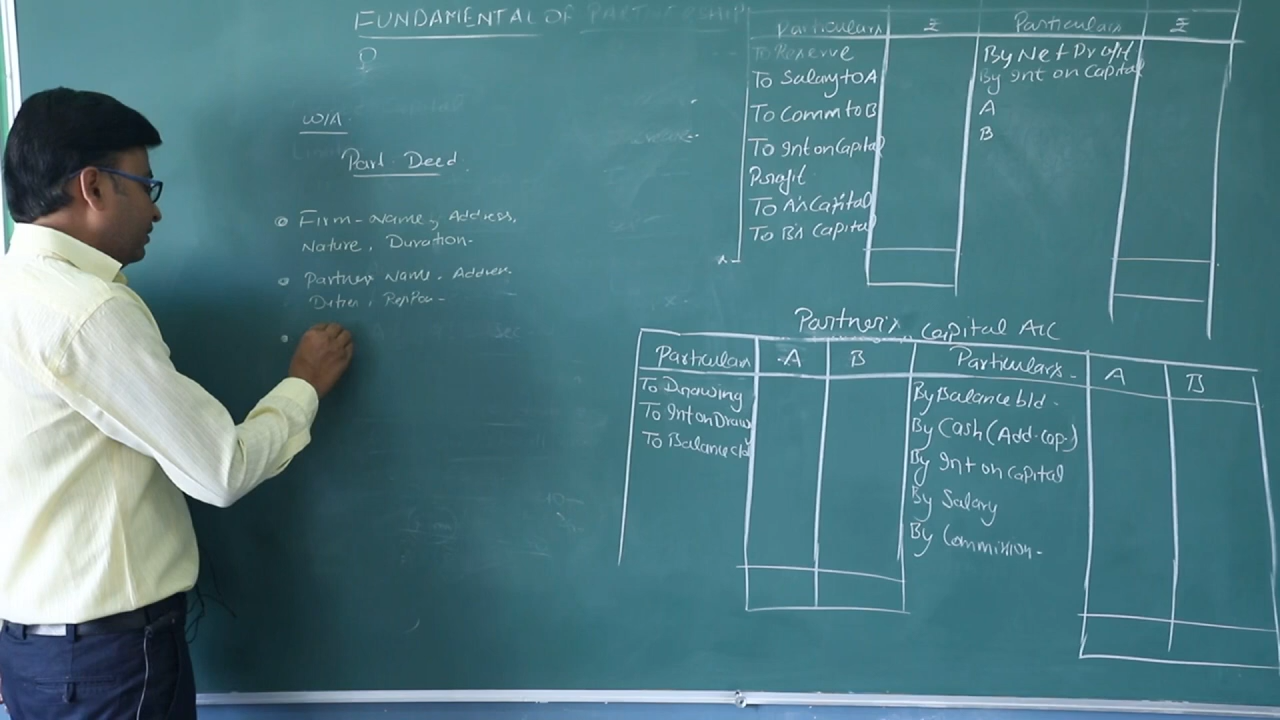 FUNDAMENTAL OF PARTNERSHIP
W/A
Part. Deed
Firm - Name, Address,
Nature, Duration-
Partner Name, Addres.
Particulars ₹ Particulars ₹
To Reserve
To Salary to A
To Comm to B
To Int on Capital
Profit
To A's Capital
To B's Capital
By Net Profit
By Int on Capital
A
B
Partner's Capital A/C
Particulars A B Particulars A B
To Drawing
To Int on Draw
To Balance c/d
By Balance b/d.
By Cash (Add. Cap.)
By Int on Capital
By Salary
By Commission-